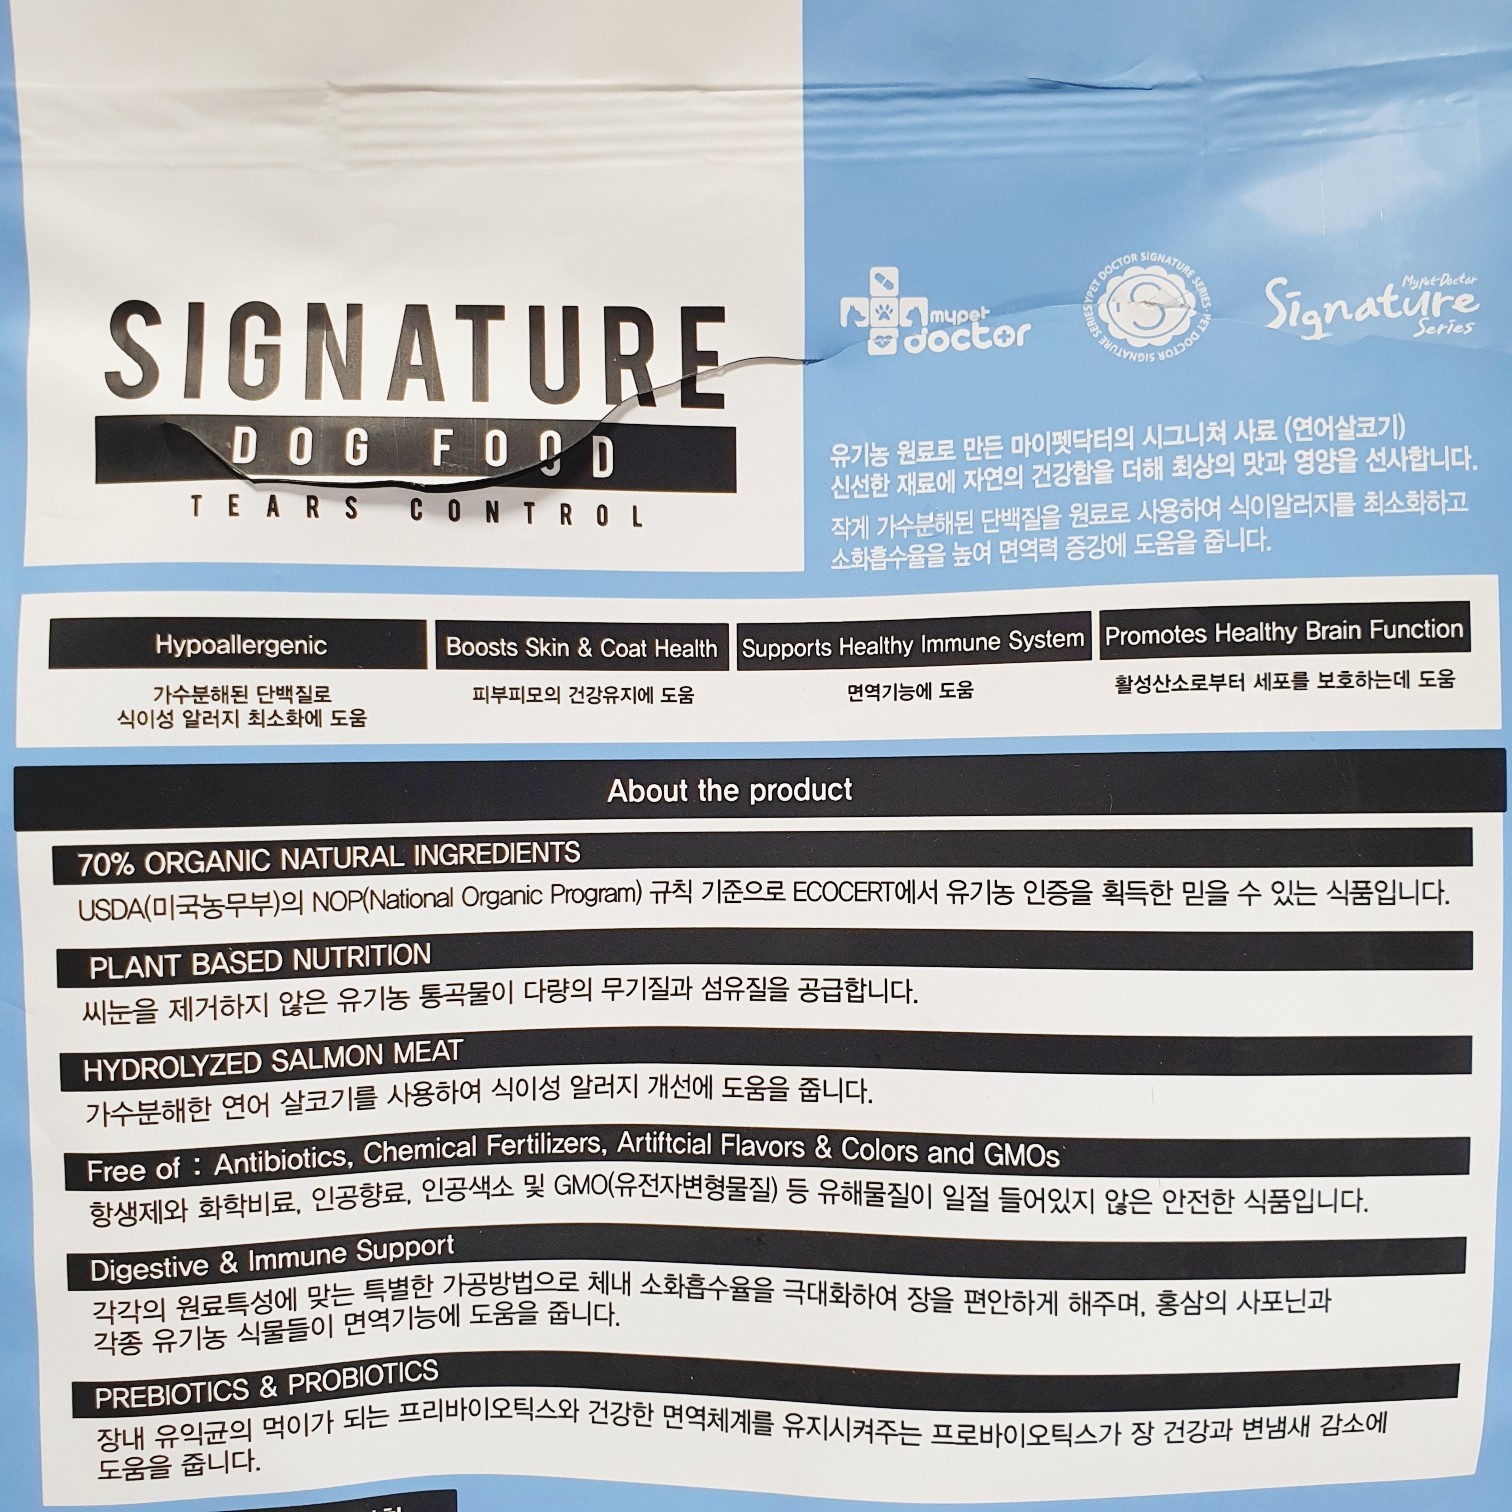 SIGNATURE
DOG FOOD
TEARS CONTROL
mypet
doctor
PET DOCTOR SIGNATURE SERIES
S
MyPet Doctor
Signature
Series
유기농 원료로 만든 마이펫닥터의 시그니쳐 사료 (연어살코기)
신선한 재료에 자연의 건강함을 더해 최상의 맛과 영양을 선사합니다.
작게 가수분해된 단백질을 원료로 사용하여 식이알러지를 최소화하고
소화흡수율을 높여 면역력 증강에 도움을 줍니다.
Hypoallergenic
가수분해된 단백질로
식이성 알러지 최소화에 도움
Boosts Skin & Coat Health
피부피모의 건강유지에 도움
Supports Healthy Immune System
면역기능에 도움
Promotes Healthy Brain Function
활성산소로부터 세포를 보호하는데 도움
About the product
70% ORGANIC NATURAL INGREDIENTS
USDA(미국농무부)의 NOP(National Organic Program) 규칙 기준으로 ECOCERT에서 유기농 인증을 획득한 믿을 수 있는 식품입니다.
PLANT BASED NUTRITION
씨눈을 제거하지 않은 유기농 통곡물이 다량의 무기질과 섬유질을 공급합니다.
HYDROLYZED SALMON MEAT
가수분해한 연어 살코기를 사용하여 식이성 알러지 개선에 도움을 줍니다.
Free of : Antibiotics, Chemical Fertilizers, Artiftcial Flavors & Colors and GMOs
항생제와 화학비료, 인공향료, 인공색소 및 GMO(유전자변형물질) 등 유해물질이 일절 들어있지 않은 안전한 식품입니다.
Digestive & Immune Support
각각의 원료특성에 맞는 특별한 가공방법으로 체내 소화흡수율을 극대화하여 장을 편안하게 해주며, 홍삼의 사포닌과
각종 유기농 식물들이 면역기능에 도움을 줍니다.
PREBIOTICS & PROBIOTICS
장내 유익균의 먹이가 되는 프리바이오틱스와 건강한 면역체계를 유지시켜주는 프로바이오틱스가 장 건강과 변냄새 감소에
도움을 줍니다.